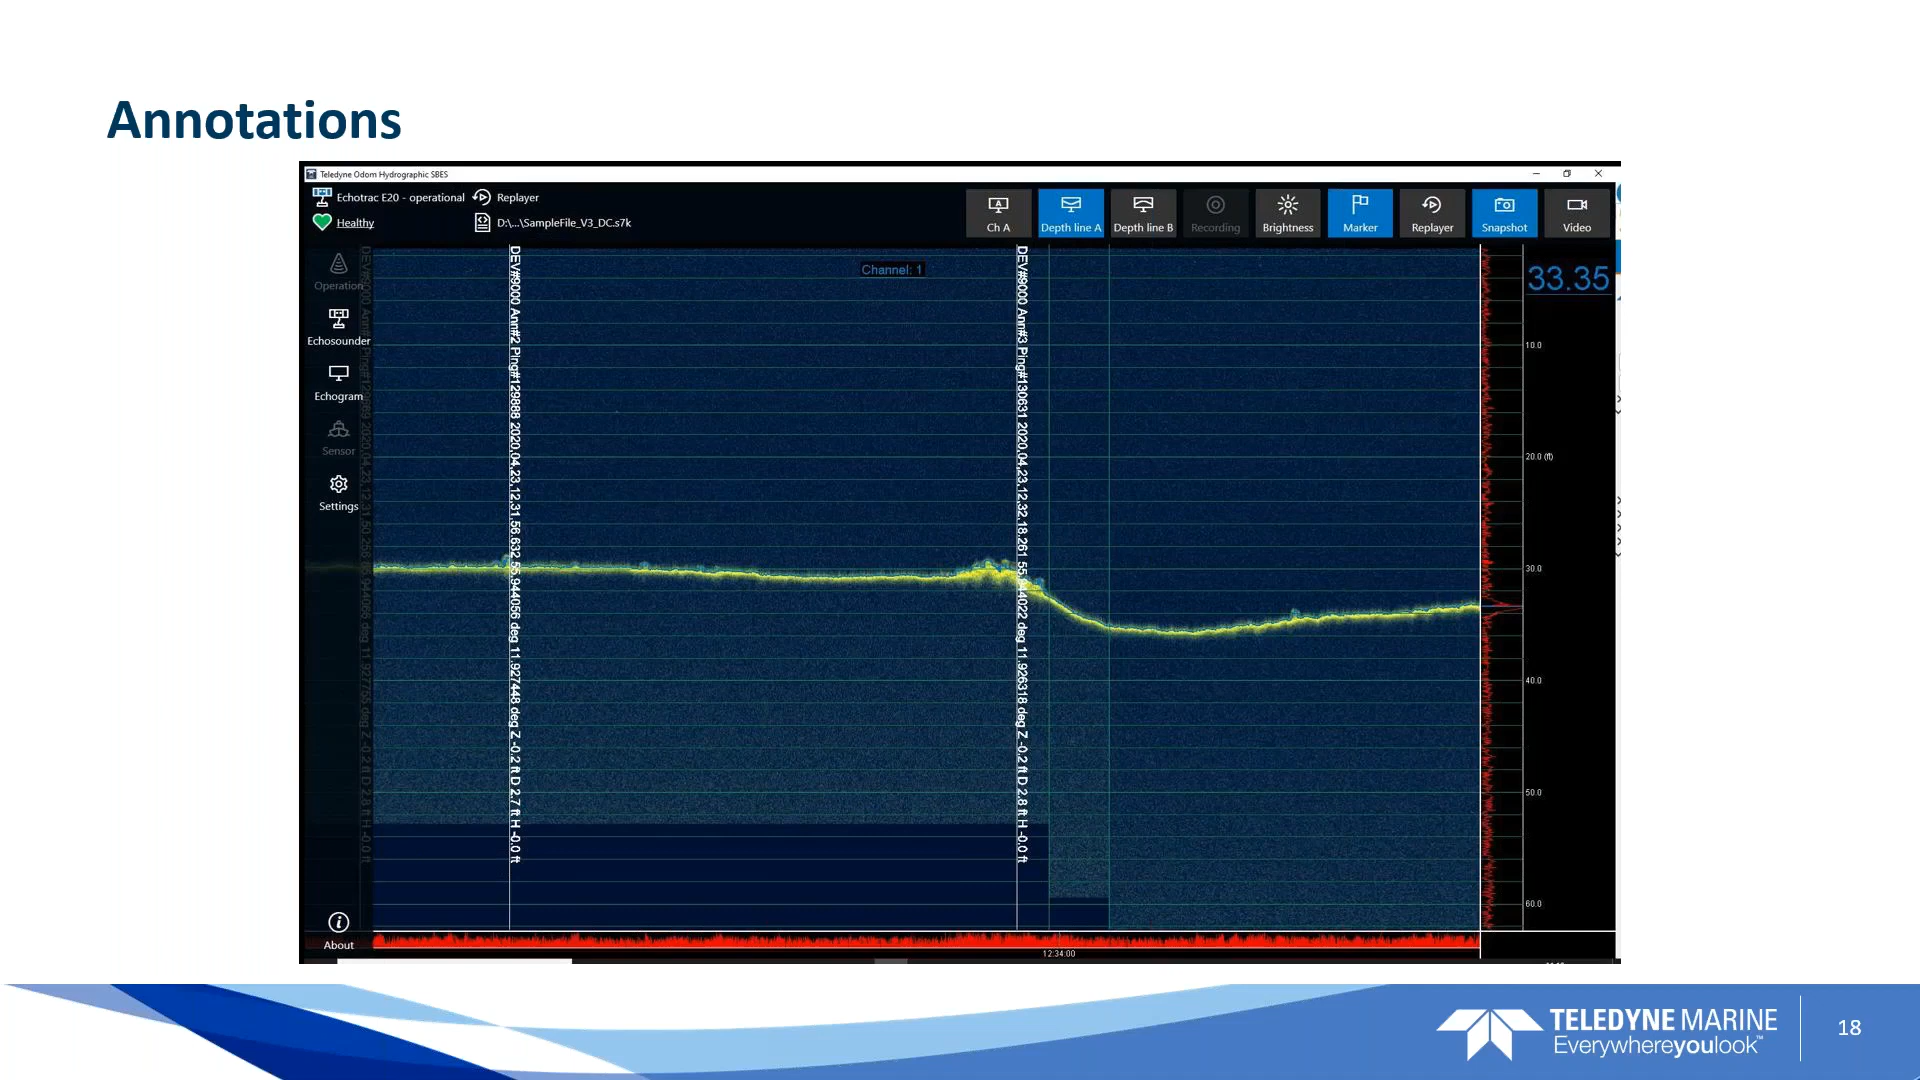 Annotations
Teledyne Odom Hydrographic SBES
Echotrac E20 - operational
Replayer
Healthy
D:\...\SampleFile_V3_DC.s7k
Ch A
Depth line A
Depth line B
Recording
Brightness
Marker
Replayer
Snapshot
Video
Operation
Echosounder
Echogram
Sensor
Settings
About
Channel: 1
33.35
DEV#9000 Ann#2 Ping#129888 2020,04,23,12,31,56.632,55.944056 deg 11.927448 deg Z -0.2 ft D 2.7 ft H -0.0 ft
DEV#9000 Ann#3 Ping#130631 2020,04,23,12,32,18.261 55.944022 deg 11.926318 deg Z -0.2 ft D 2.8 ft H -0.0 ft
10.0
20.0 (ft)
30.0
40.0
50.0
60.0
12:34:00
TELEDYNE MARINE
Everywhereyoulook™
18